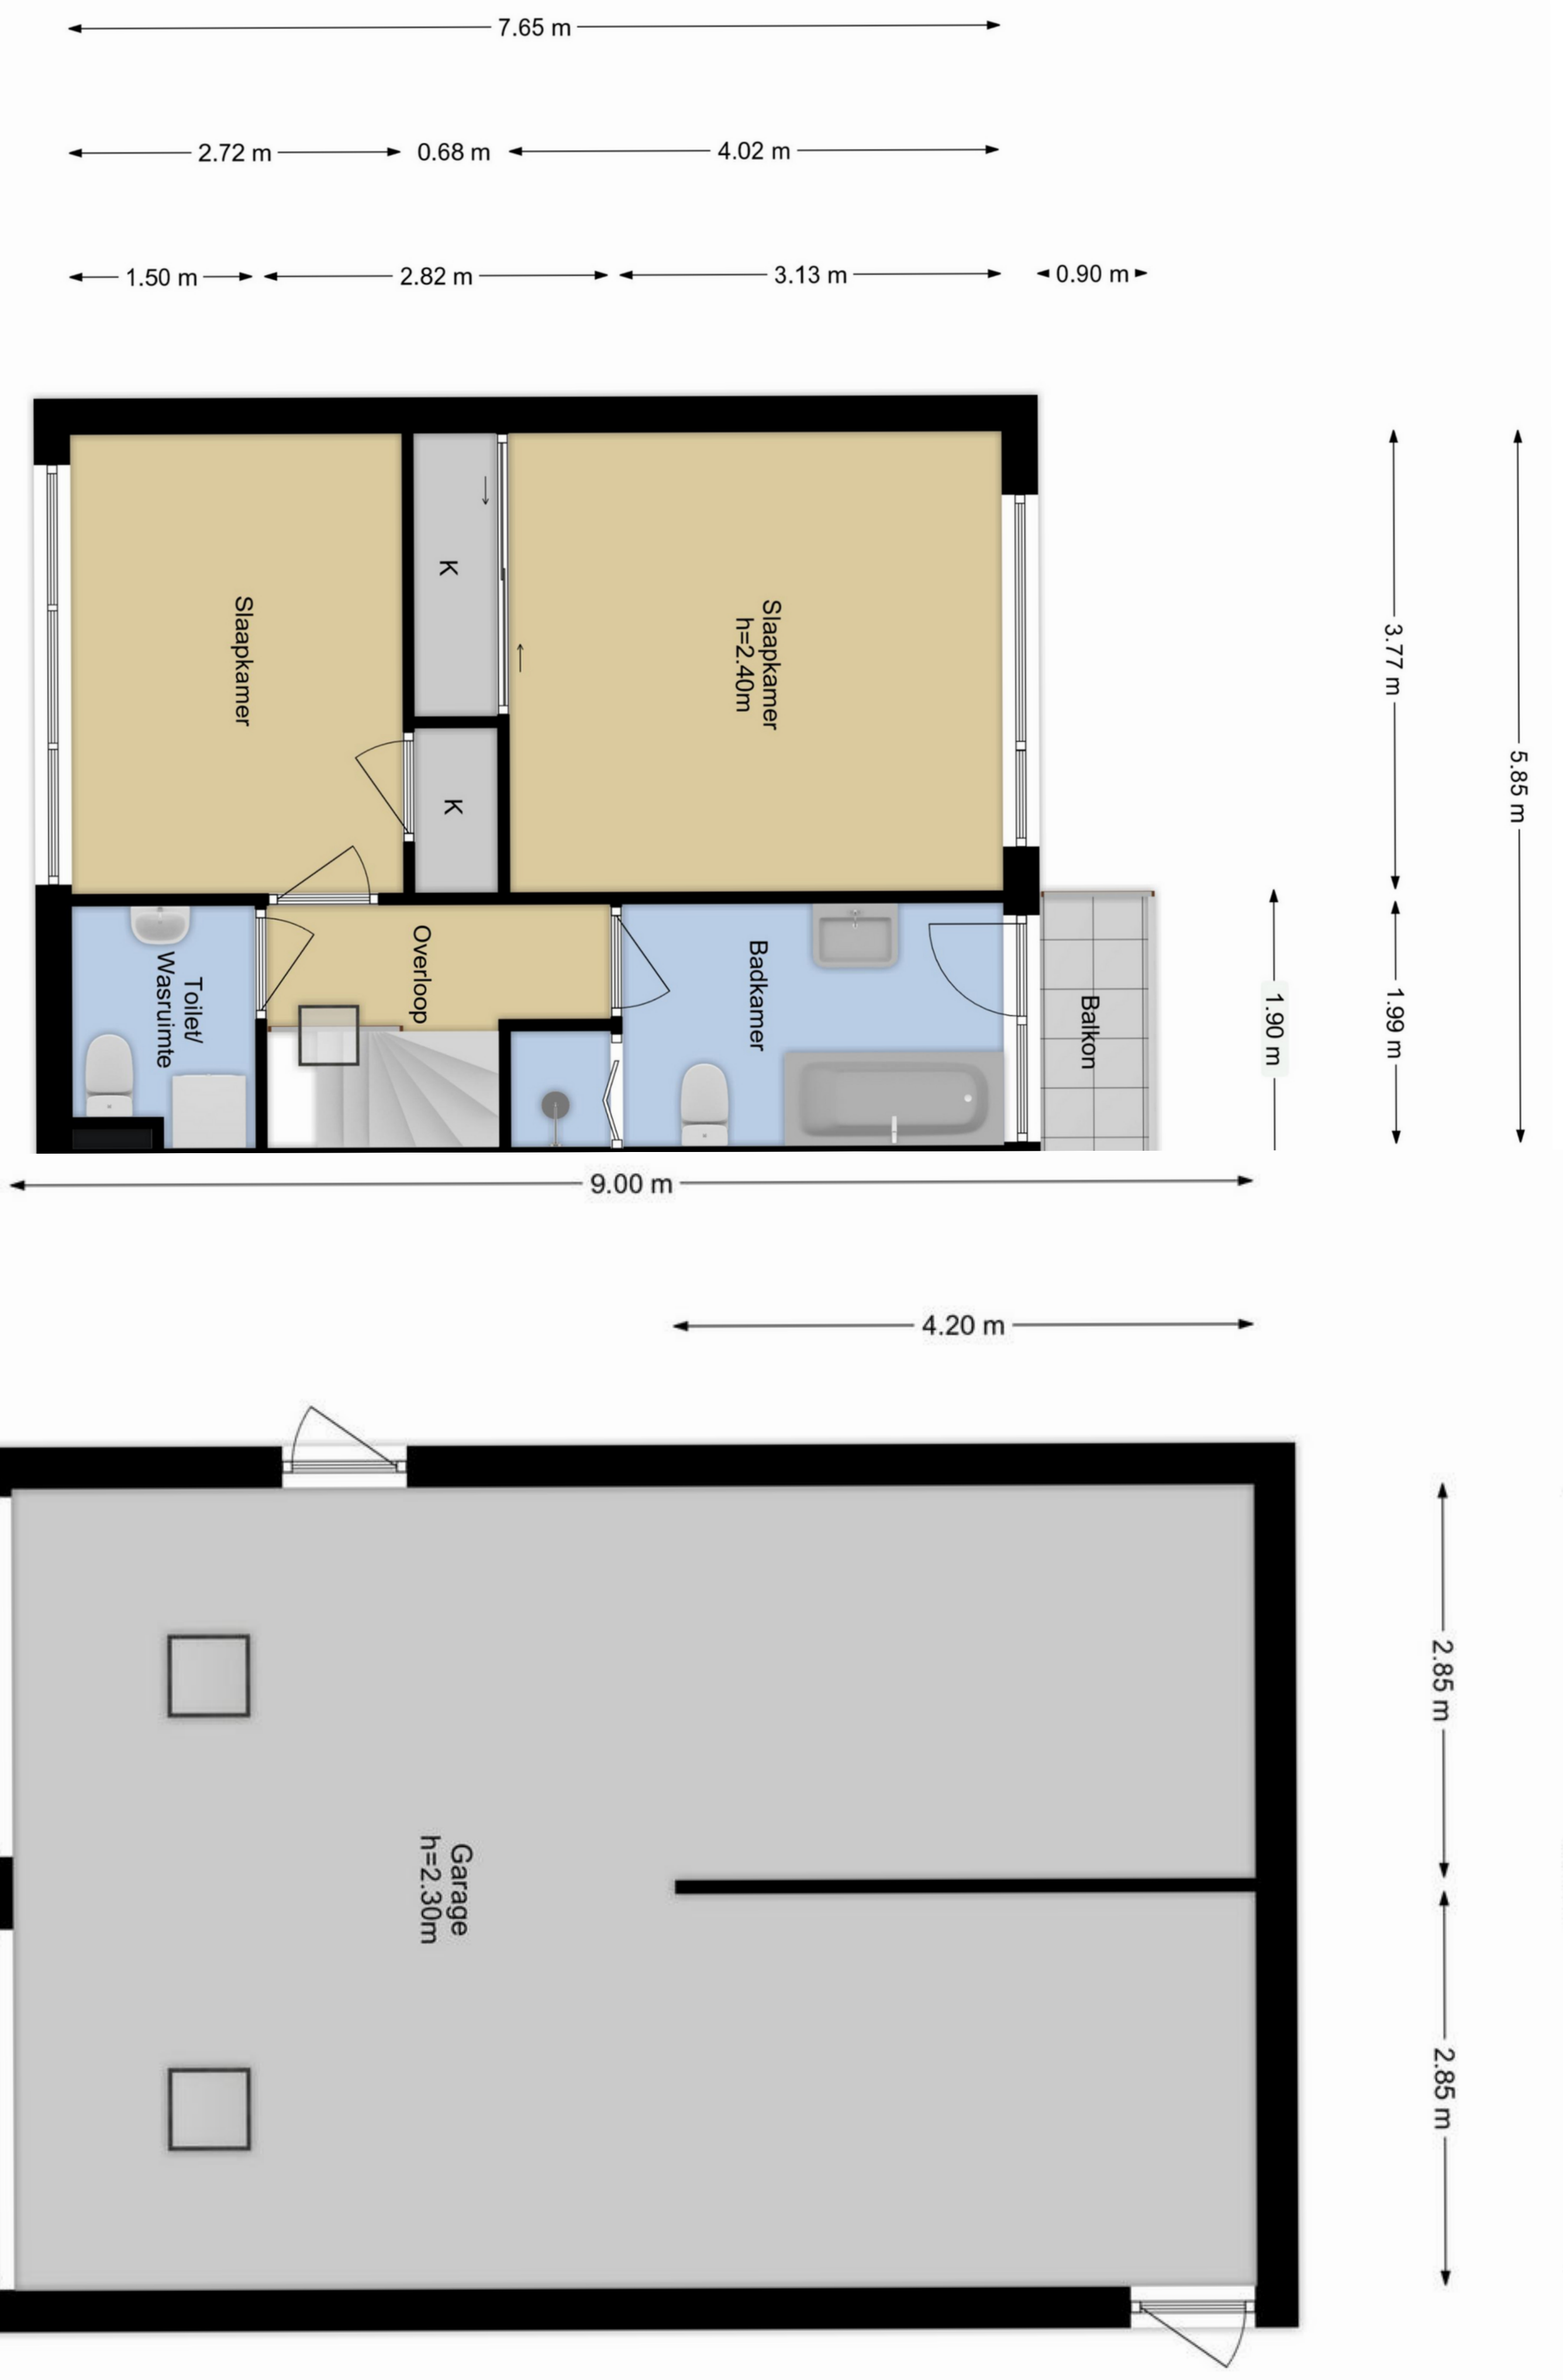 7.65 m
2.72 m
0.68 m
4.02 m
1.50 m
2.82 m
3.13 m
0.90 m
Slaapkamer
K
K
Slaapkamer
h=2.40m
3.77 m
5.85 m
Toilet/
Wasruimte
Overloop
Badkamer
Balkon
1.90 m
1.99 m
9.00 m
4.20 m
2.85 m
Garage
h=2.30m
2.85 m